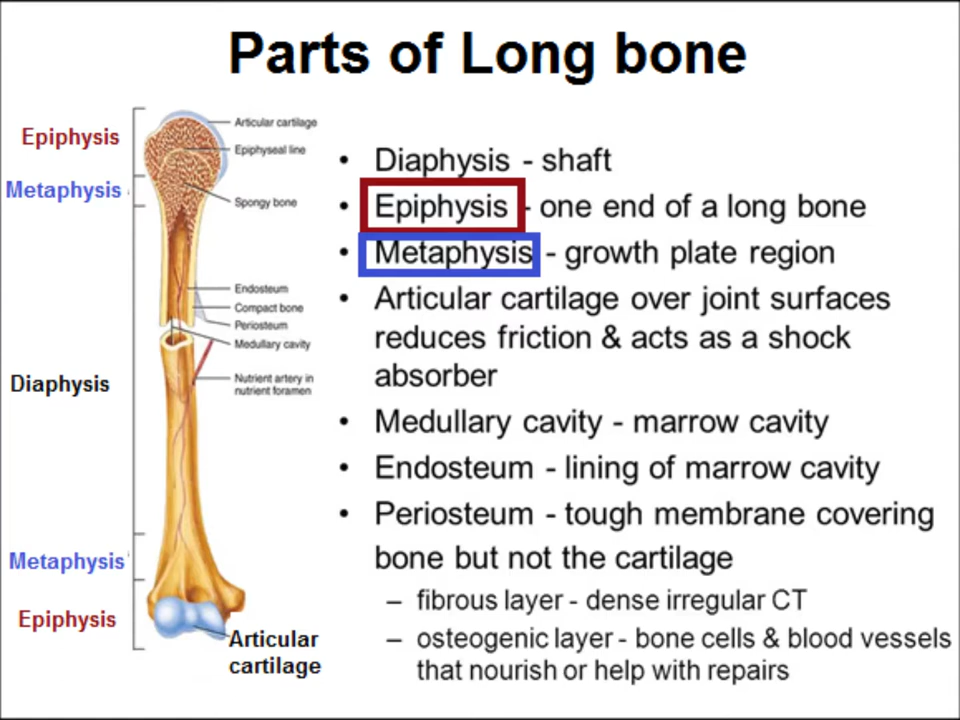 Parts of Long bone
Epiphysis
Metaphysis
Diaphysis
Metaphysis
Epiphysis
Articular cartilage
Epiphyseal line
Spongy bone
Endosteum
Compact bone
Periosteum
Medullary cavity
Nutrient artery in
nutrient foramen
Articular
cartilage
• Diaphysis - shaft
• Epiphysis - one end of a long bone
• Metaphysis - growth plate region
• Articular cartilage over joint surfaces
reduces friction & acts as a shock
absorber
• Medullary cavity - marrow cavity
• Endosteum - lining of marrow cavity
• Periosteum - tough membrane covering
bone but not the cartilage
– fibrous layer - dense irregular CT
– osteogenic layer - bone cells & blood vessels
that nourish or help with repairs